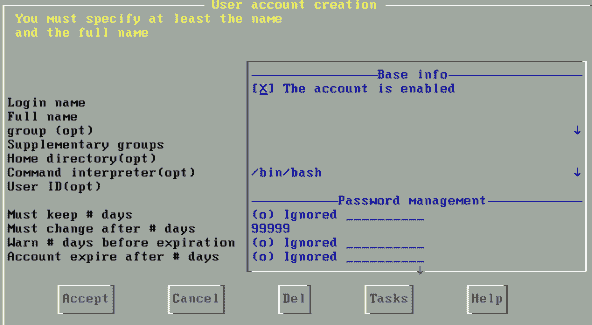 User account creation
You must specify at least the name
and the full name
Base info
[X] The account is enabled
Login name
Full name
group (opt) ↓
Supplementary groups
Home directory(opt)
Command interpreter(opt) /bin/bash ↓
User ID(opt)
Password management
Must keep # days (o) Ignored __________
Must change after # days 99999
Warn # days before expiration (o) Ignored __________
Account expire after # days (o) Ignored __________
↓
Accept Cancel Del Tasks Help